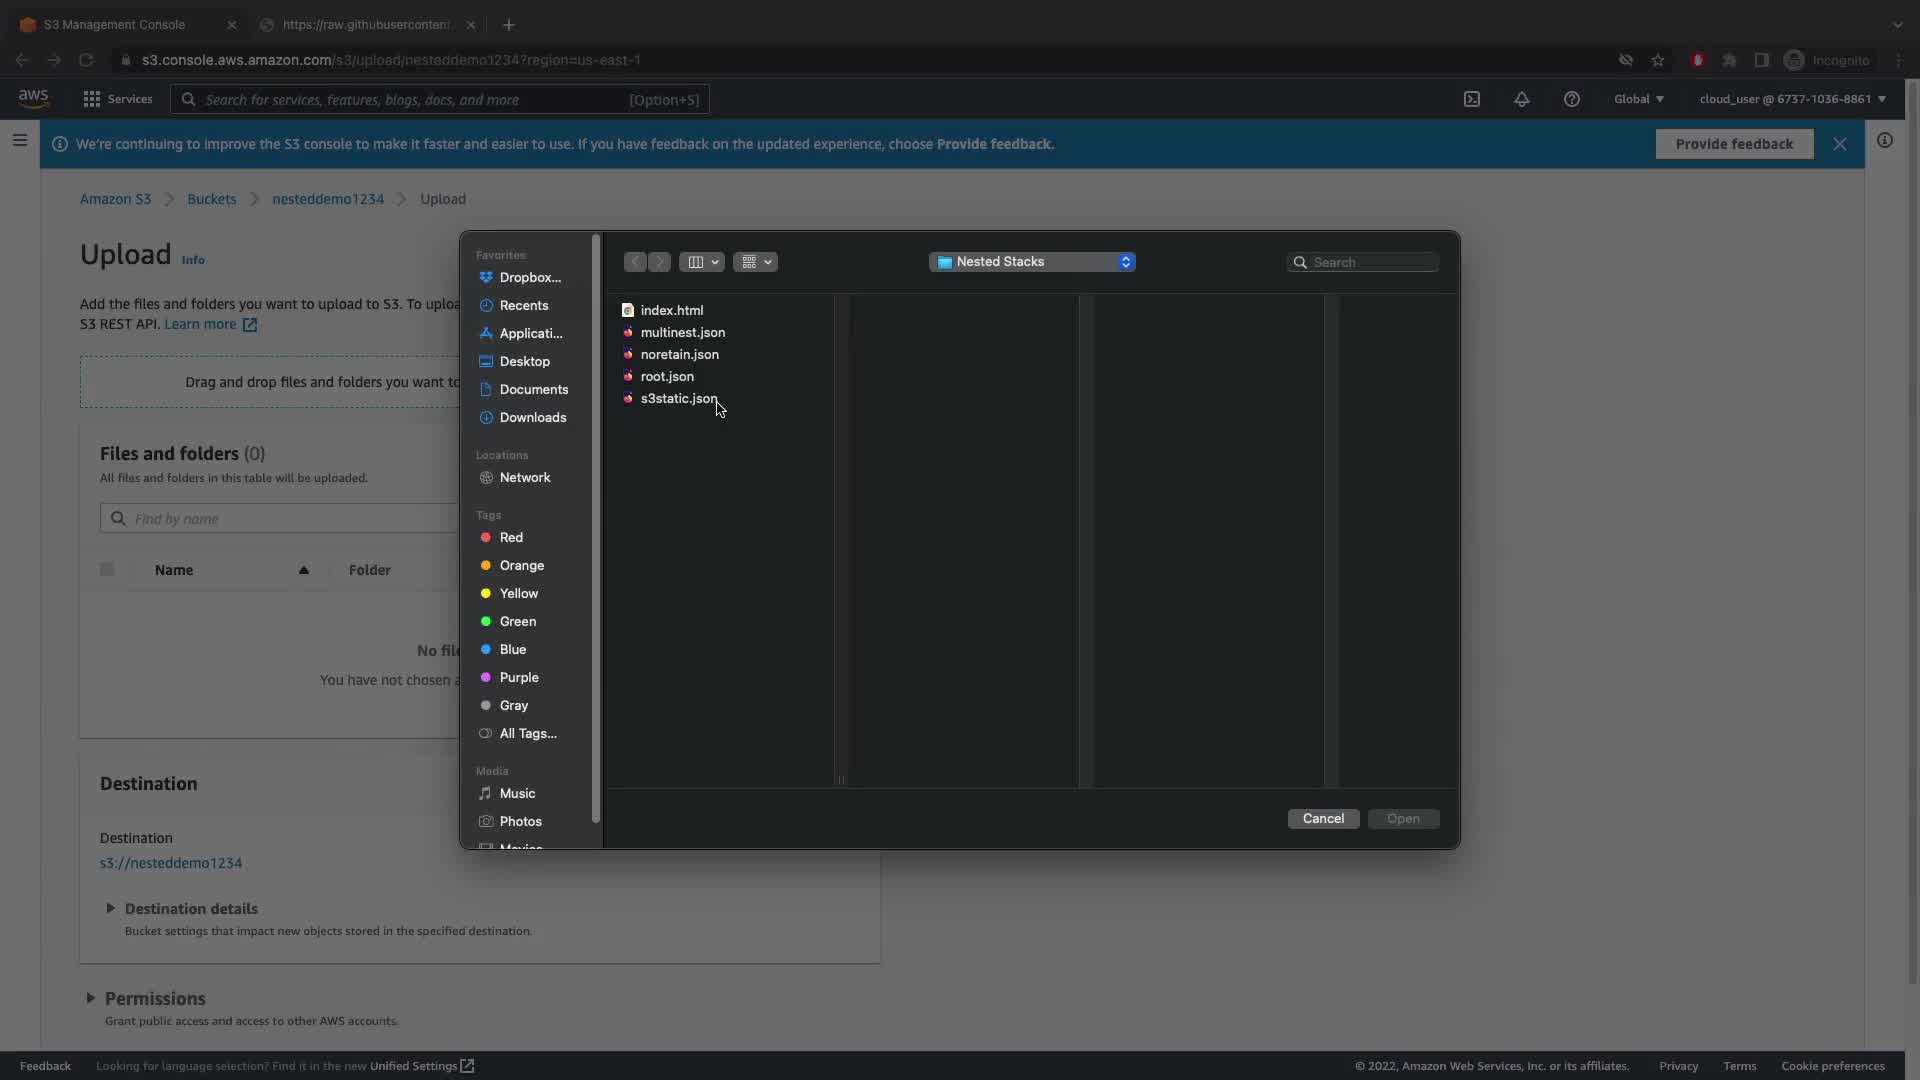 S3 Management Console
https://raw.githubusercontent
s3.console.aws.amazon.com/s3/upload/nesteddemo1234?region=us-east-1
Incognito
aws
Services
Search for services, features, blogs, docs, and more
[Option+S]
Global
cloud_user @ 6737-1036-8861
We're continuing to improve the S3 console to make it faster and easier to use. If you have feedback on the updated experience, choose Provide feedback.
Provide feedback
Amazon S3
Buckets
nesteddemo1234
Upload
Upload
Info
Add the files and folders you want to upload to S3. To uploa
S3 REST API. Learn more
Drag and drop files and folders you want to
Files and folders (0)
All files and folders in this table will be uploaded.
Find by name
Name
Folder
No file
You have not chosen a
Destination
Destination
s3://nesteddemo1234
Destination details
Bucket settings that impact new objects stored in the specified destination.
Permissions
Grant public access and access to other AWS accounts.
Favorites
Dropbox...
Recents
Applicati...
Desktop
Documents
Downloads
Locations
Network
Tags
Red
Orange
Yellow
Green
Blue
Purple
Gray
All Tags...
Media
Music
Photos
Movies
Nested Stacks
Search
index.html
multinest.json
noretain.json
root.json
s3static.json
Cancel
Open
Feedback
Looking for language selection? Find it in the new Unified Settings
© 2022, Amazon Web Services, Inc. or its affiliates.
Privacy
Terms
Cookie preferences